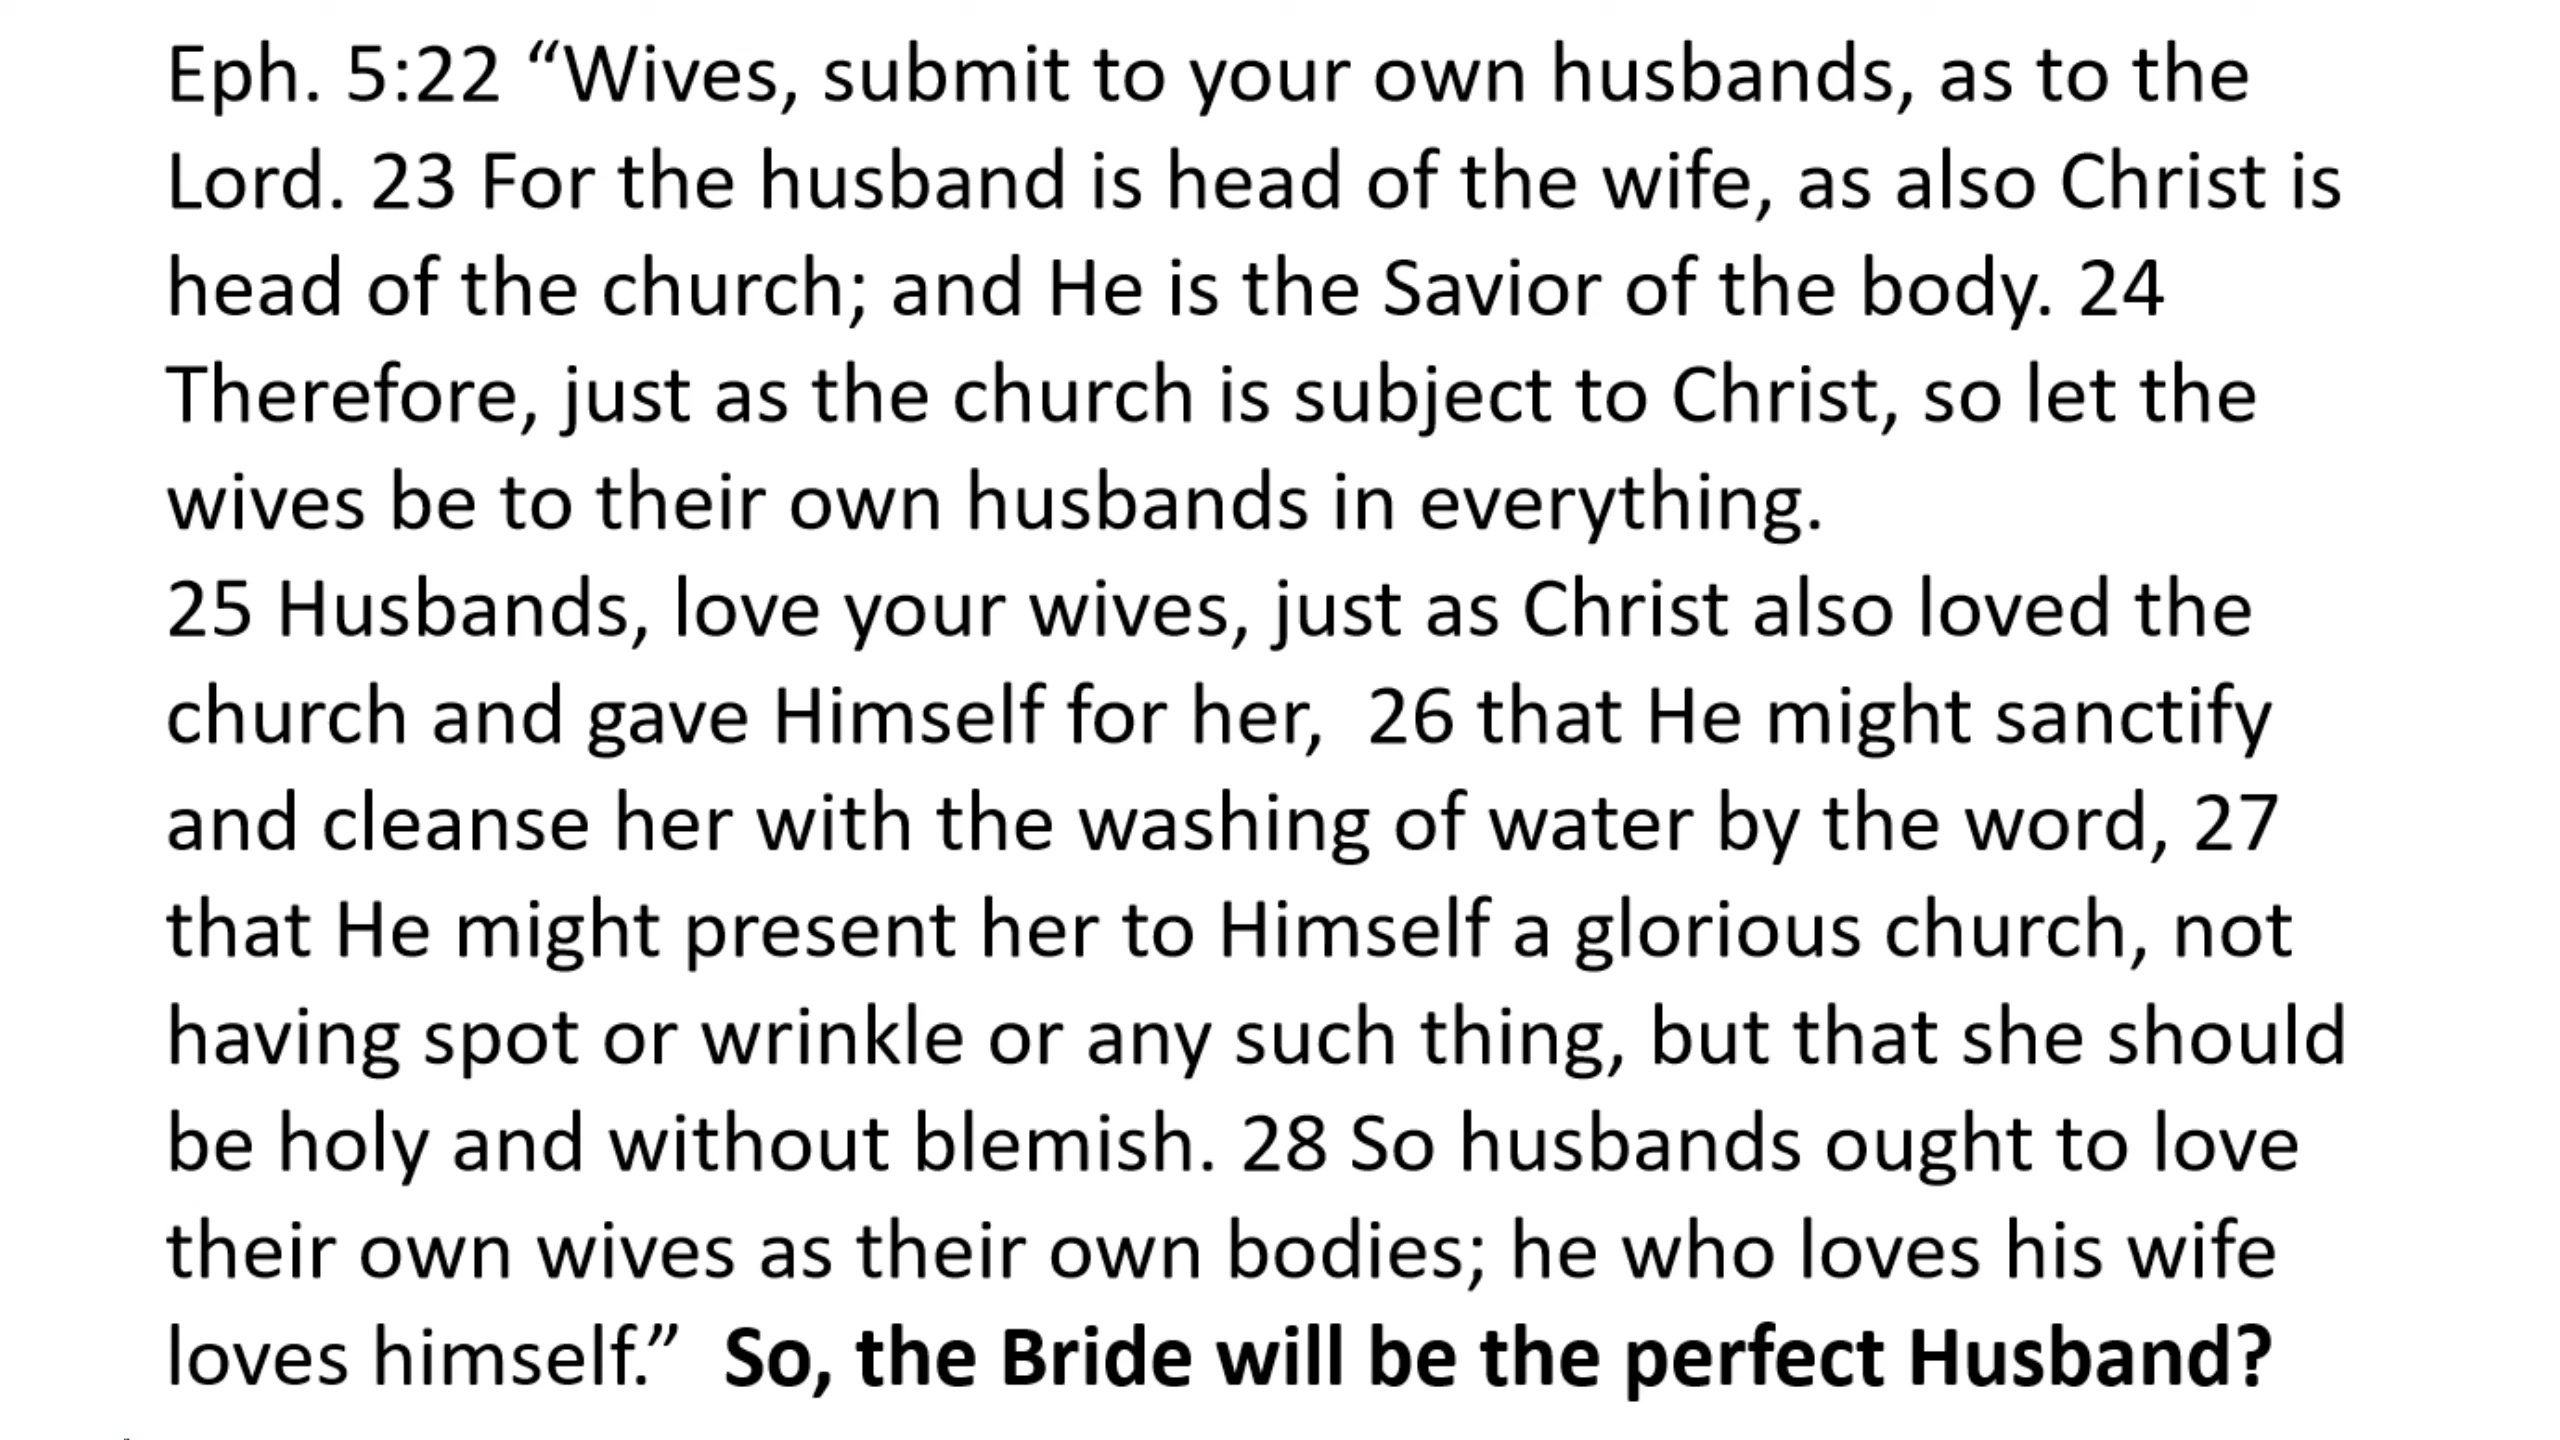 Eph. 5:22 “Wives, submit to your own husbands, as to the
Lord. 23 For the husband is head of the wife, as also Christ is
head of the church; and He is the Savior of the body. 24
Therefore, just as the church is subject to Christ, so let the
wives be to their own husbands in everything.
25 Husbands, love your wives, just as Christ also loved the
church and gave Himself for her,  26 that He might sanctify
and cleanse her with the washing of water by the word, 27
that He might present her to Himself a glorious church, not
having spot or wrinkle or any such thing, but that she should
be holy and without blemish. 28 So husbands ought to love
their own wives as their own bodies; he who loves his wife
loves himself.”  So, the Bride will be the perfect Husband?